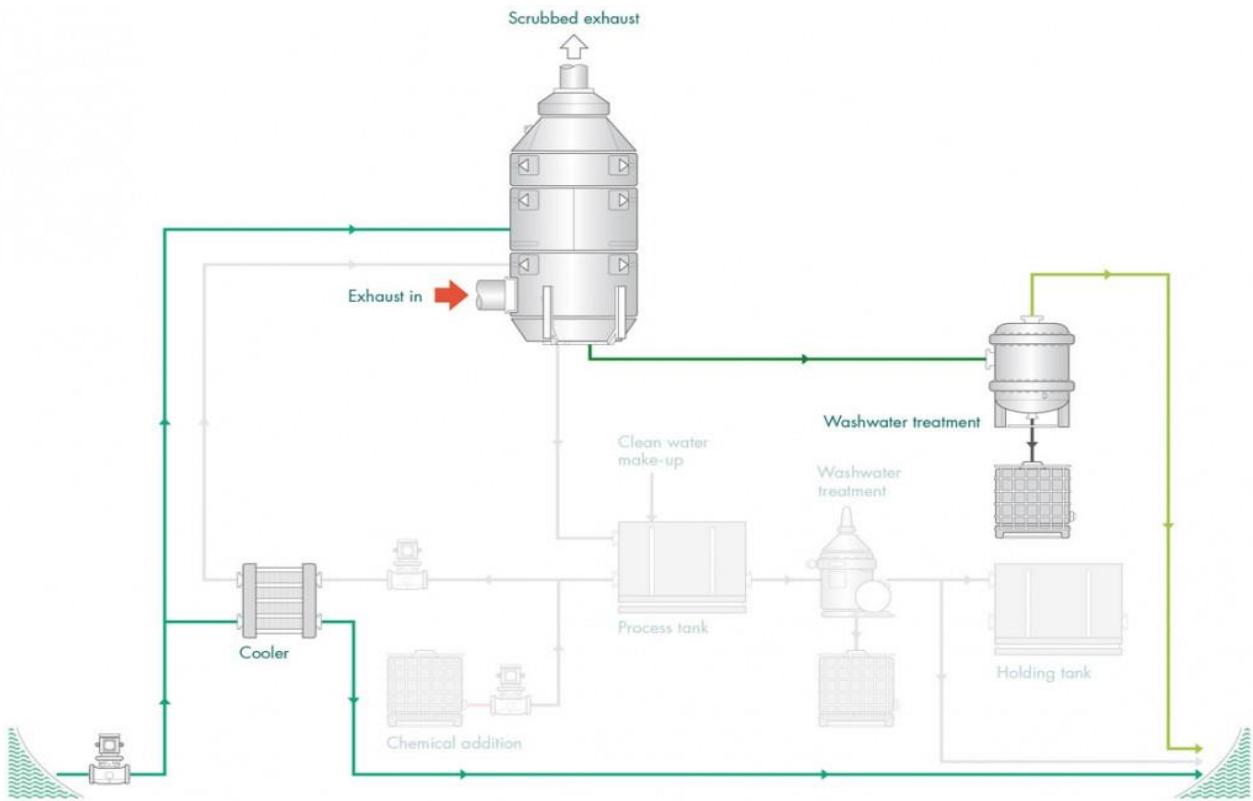 Scrubbed exhaust
Exhaust in
Washwater treatment
Clean water
make-up
Washwater
treatment
Process tank
Cooler
Holding tank
Chemical addition